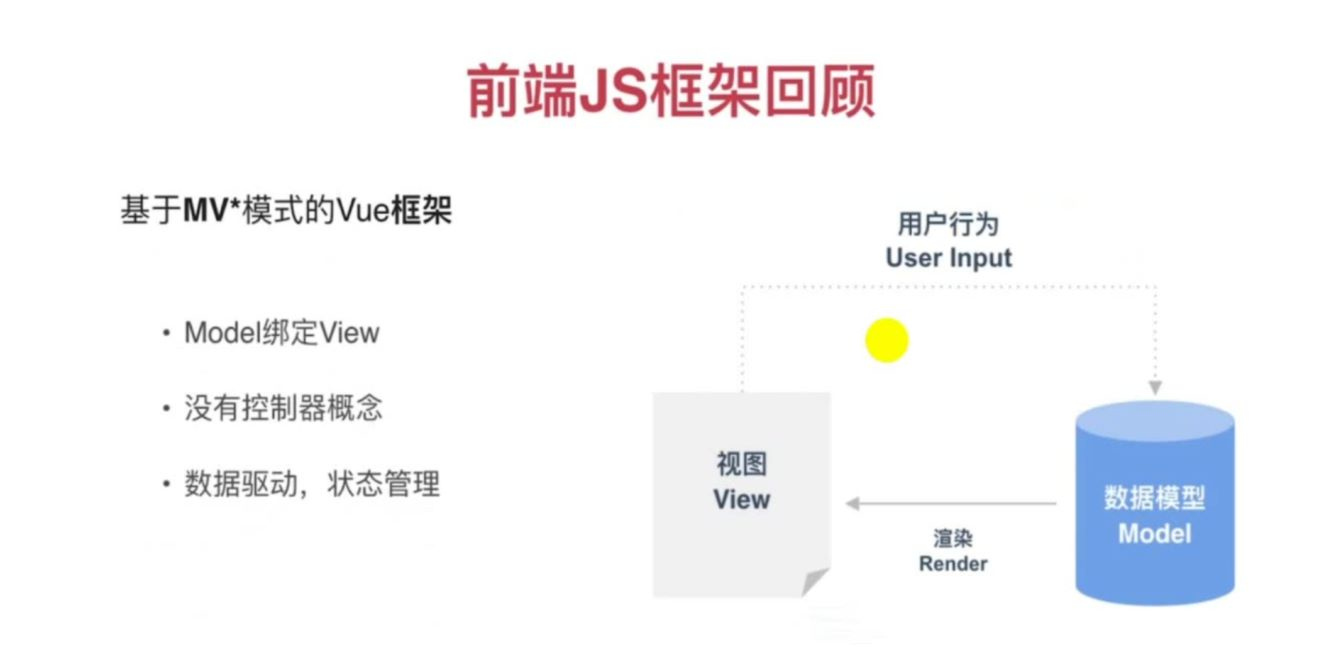 前端JS框架回顾
基于MV*模式的Vue框架
• Model绑定View
• 没有控制器概念
• 数据驱动，状态管理
用户行为
User Input
视图
View
渲染
Render
数据模型
Model